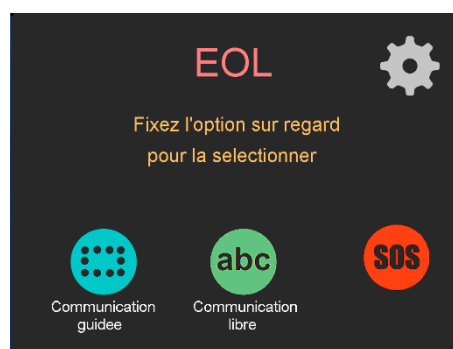 EOL
Fixez l'option sur regard
pour la selectionner
abc
SOS
Communication
guidee
Communication
libre